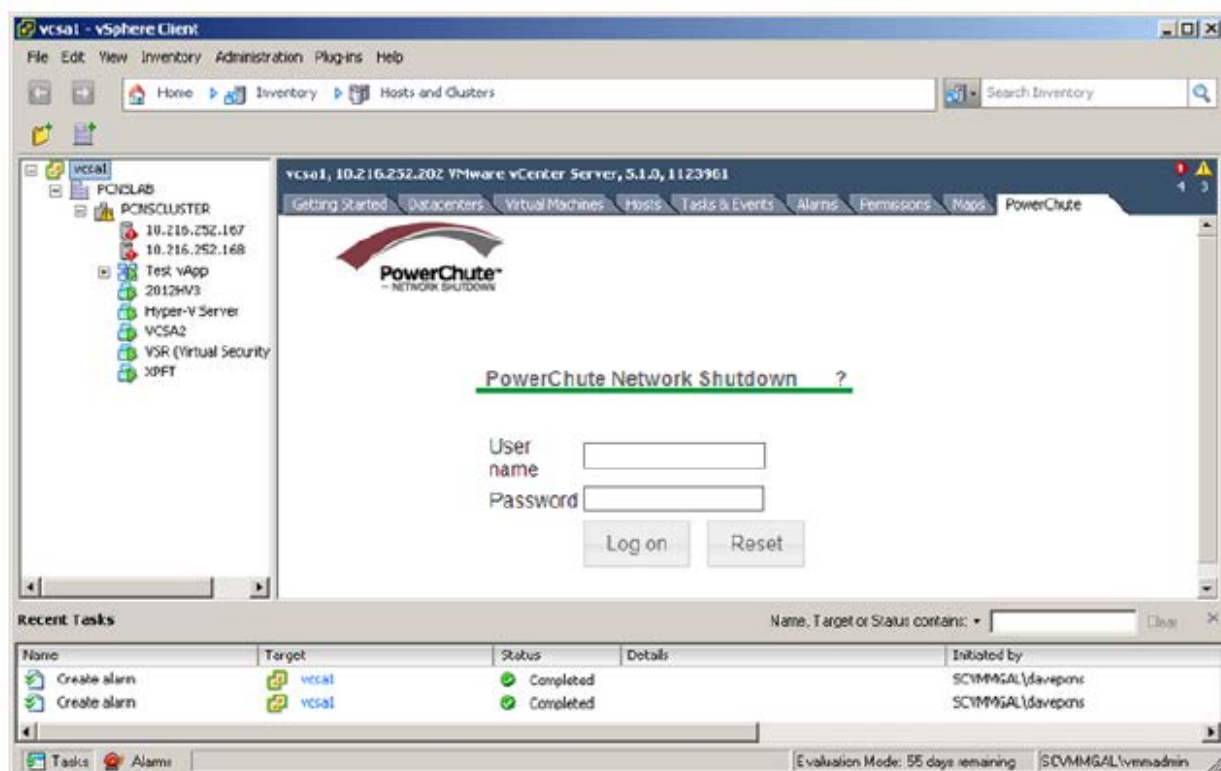 vcsa1 - vSphere Client
File Edit View Inventory Administration Plug-ins Help
Home Inventory Hosts and Clusters
Search Inventory
vcsa1
PCNSLAB
PCNSCLUSTER
10.216.252.167
10.216.252.168
Test vApp
2012HV3
Hyper-V Server
VCSA2
VSR (Virtual Security
XPFT
vcsa1, 10.216.252.202 VMware vCenter Server, 5.1.0, 1123961
4 3
Getting Started Datacenters Virtual Machines Hosts Tasks & Events Alarms Permissions Maps PowerChute
PowerChute™
NETWORK SHUTDOWN
PowerChute Network Shutdown ?
User
name
Password
Log on Reset
Recent Tasks
Name, Target or Status contains: Clear
Name Target Status Details Initiated by
Create alarm vcsa1 Completed SCVMMGAL\davepcns
Create alarm vcsa1 Completed SCVMMGAL\davepcns
Tasks Alarms Evaluation Mode: 55 days remaining SCVMMGAL\vmmadmin